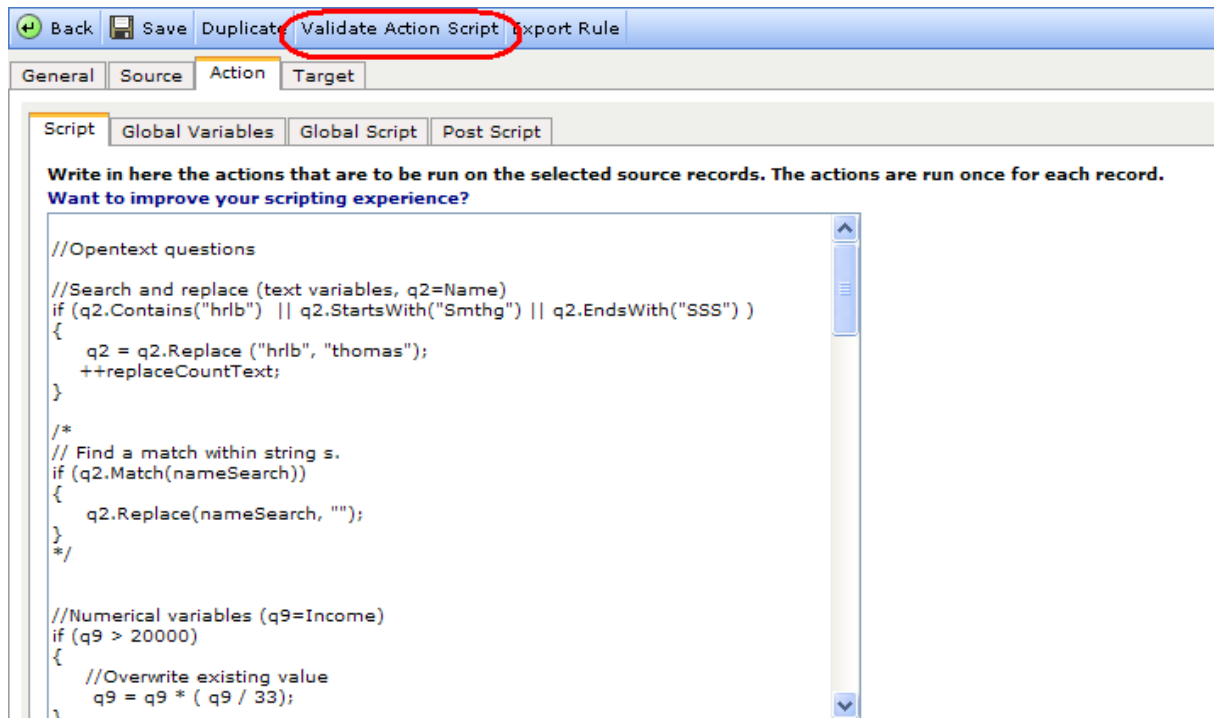 Back Save Duplicate Validate Action Script Export Rule
General Source Action Target
Script Global Variables Global Script Post Script
Write in here the actions that are to be run on the selected source records. The actions are run once for each record.
Want to improve your scripting experience?
//Opentext questions
//Search and replace (text variables, q2=Name)
if (q2.Contains("hrlb")  || q2.StartsWith("Smthg") || q2.EndsWith("SSS") )
{
q2 = q2.Replace ("hrlb", "thomas");
++replaceCountText;
}
/*
// Find a match within string s.
if (q2.Match(nameSearch))
{
q2.Replace(nameSearch, "");
}
*/
//Numerical variables (q9=Income)
if (q9 > 20000)
{
//Overwrite existing value
q9 = q9 * ( q9 / 33);
}